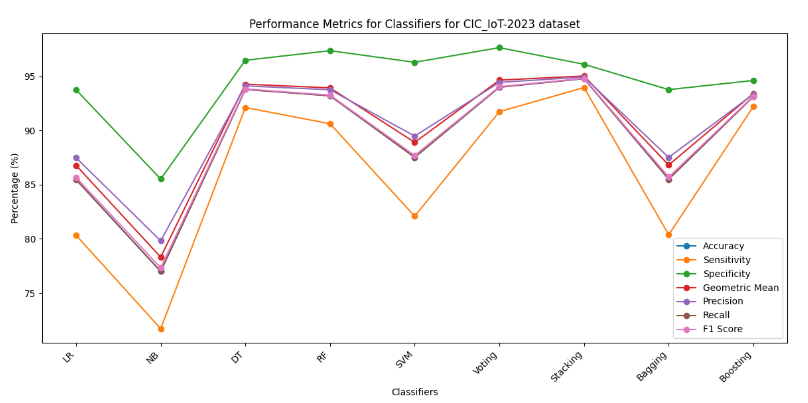 Performance Metrics for Classifiers for CIC_IoT-2023 dataset
Percentage (%)
95
90
85
80
75
Accuracy
Sensitivity
Specificity
Geometric Mean
Precision
Recall
F1 Score
LR
NB
DT
RF
SVM
Voting
Stacking
Bagging
Boosting
Classifiers